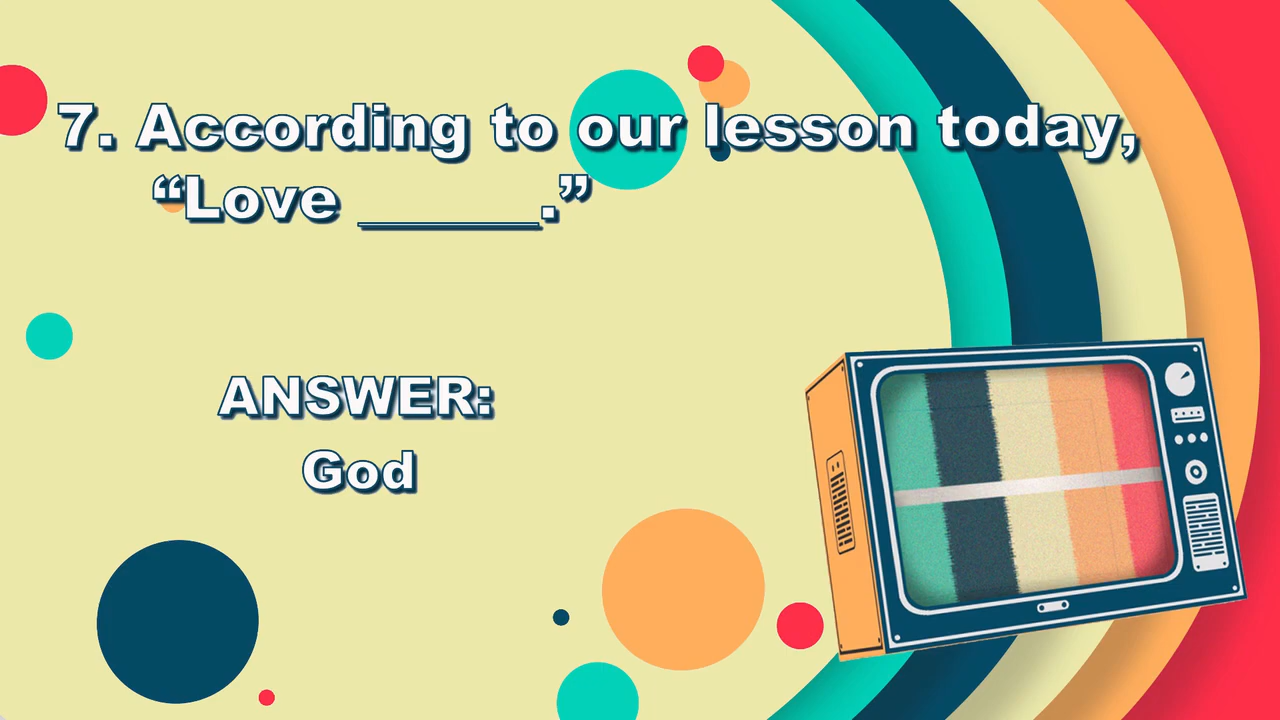 7. According to our lesson today,
“Love _____.”
ANSWER:
God